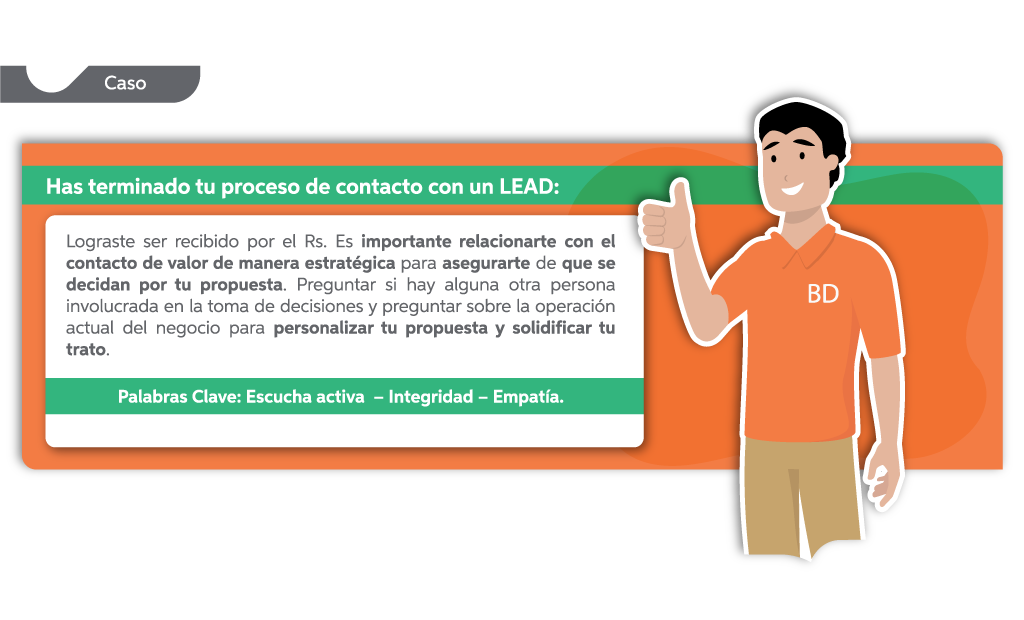 Caso
Has terminado tu proceso de contacto con un LEAD:
Lograste ser recibido por el Rs. Es importante relacionarte con el
contacto de valor de manera estratégica para asegurarte de que se
decidan por tu propuesta. Preguntar si hay alguna otra persona
involucrada en la toma de decisiones y preguntar sobre la operación
actual del negocio para personalizar tu propuesta y solidificar tu
trato.
Palabras Clave: Escucha activa – Integridad – Empatía.
BD